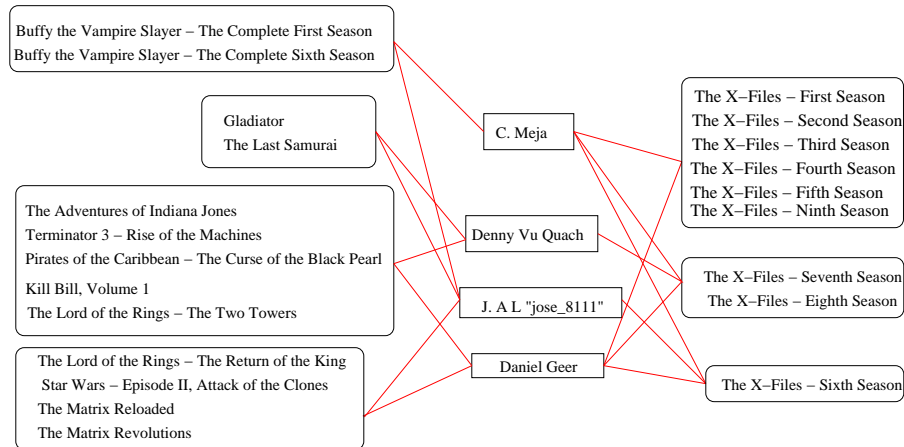 Buffy the Vampire Slayer – The Complete First Season
Buffy the Vampire Slayer – The Complete Sixth Season
Gladiator
The Last Samurai
The Adventures of Indiana Jones
Terminator 3 – Rise of the Machines
Pirates of the Caribbean – The Curse of the Black Pearl
Kill Bill, Volume 1
The Lord of the Rings – The Two Towers
The Lord of the Rings – The Return of the King
Star Wars – Episode II, Attack of the Clones
The Matrix Reloaded
The Matrix Revolutions
C. Meja
Denny Vu Quach
J. A L "jose_8111"
Daniel Geer
The X–Files – First Season
The X–Files – Second Season
The X–Files – Third Season
The X–Files – Fourth Season
The X–Files – Fifth Season
The X–Files – Ninth Season
The X–Files – Seventh Season
The X–Files – Eighth Season
The X–Files – Sixth Season